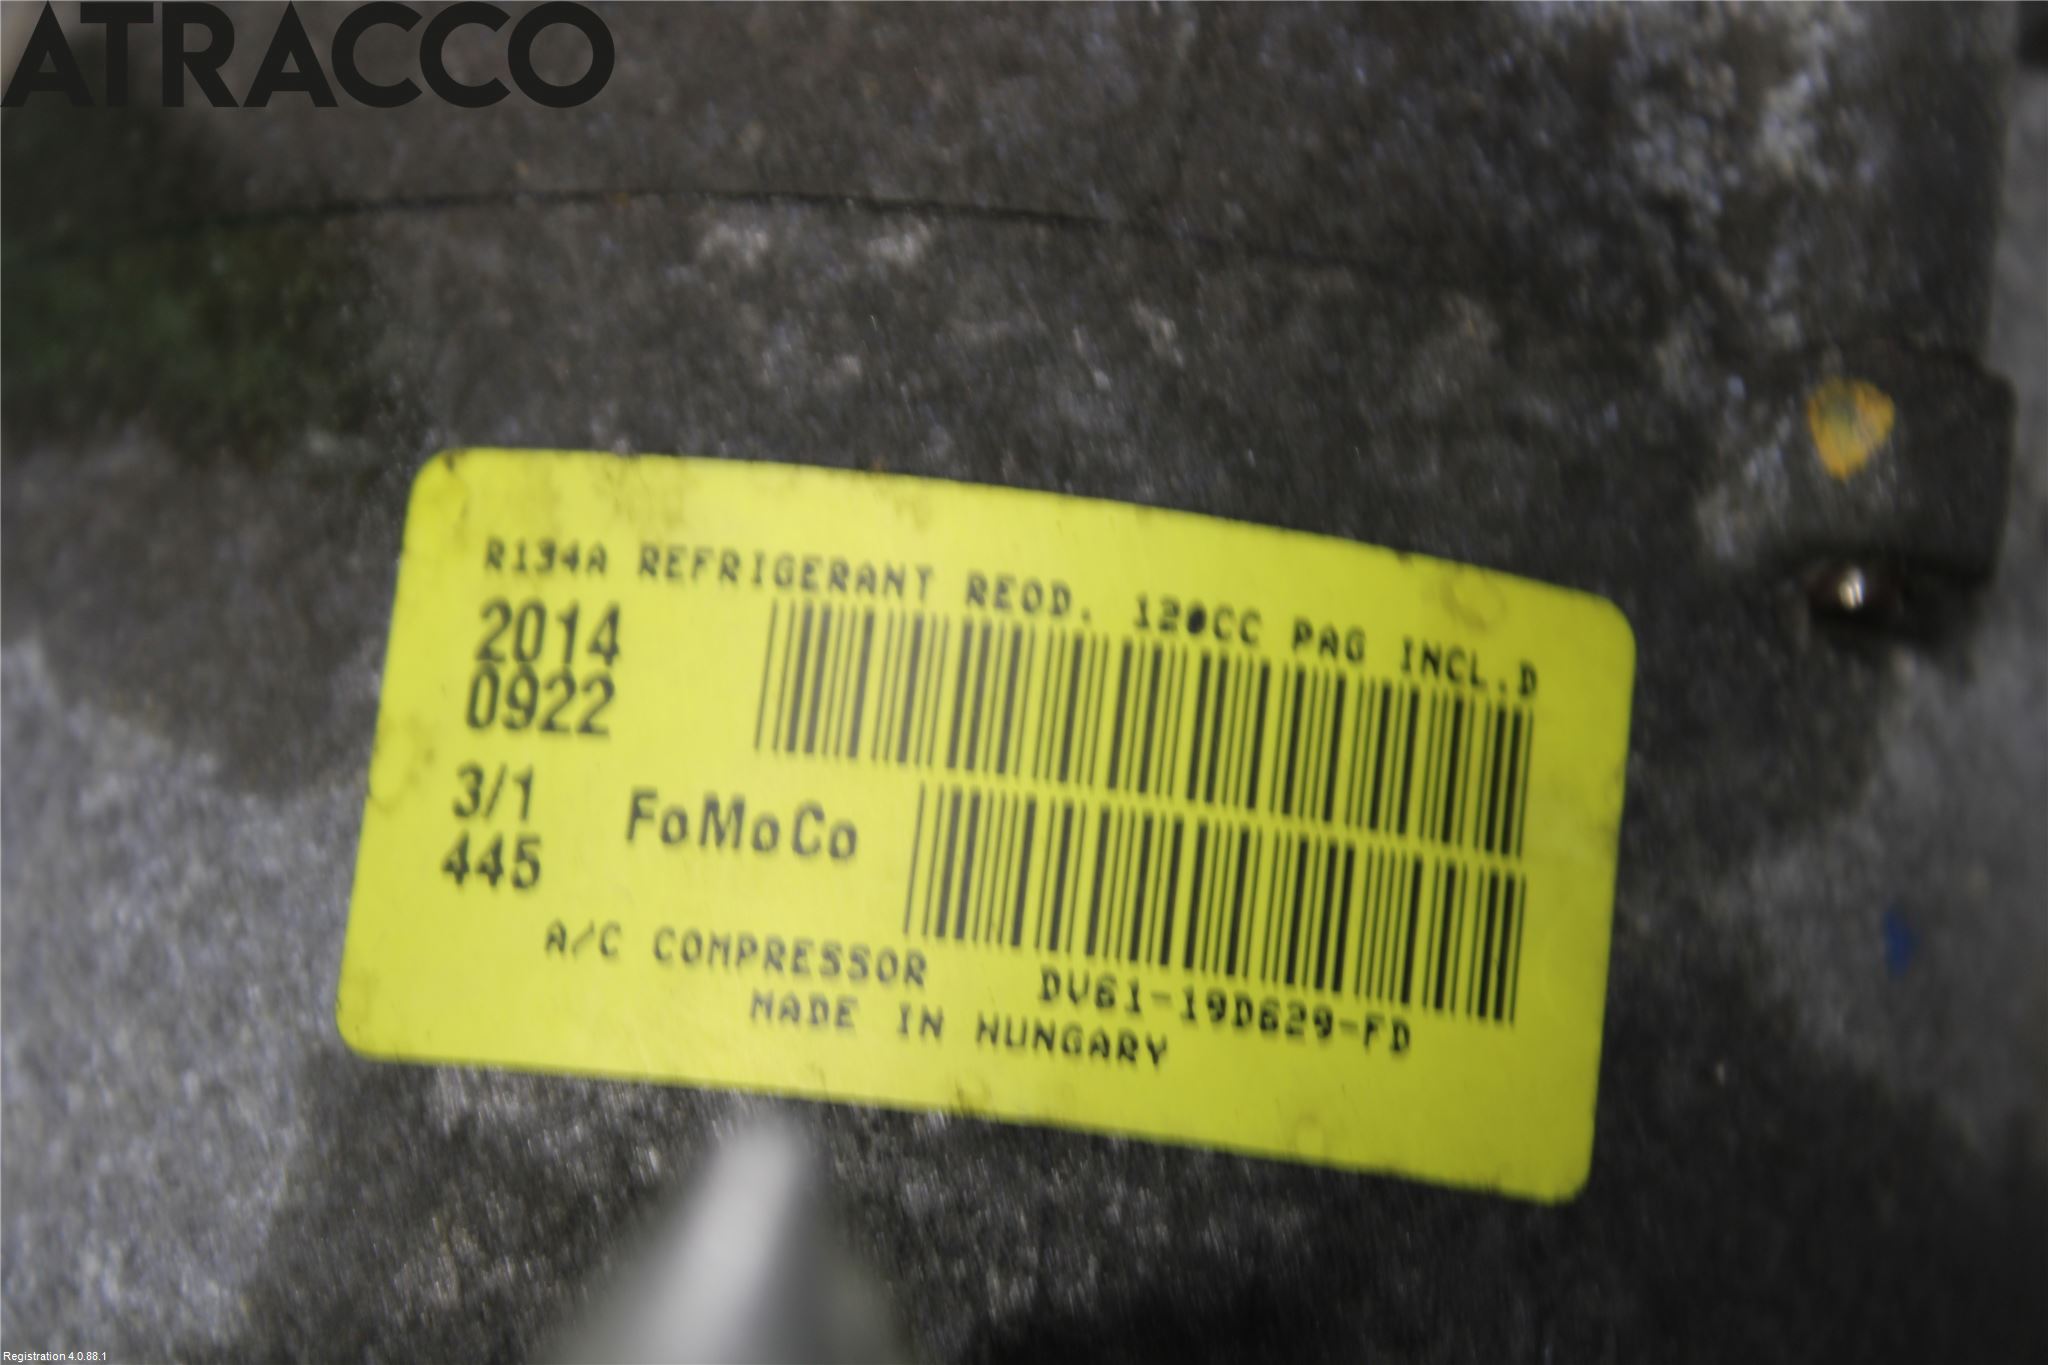 ATRACCO
R134A REFRIGERANT REQD. 120CC PAG INCL.D
2014
0922
3/1
445
FoMoCo
A/C COMPRESSOR DV61-19D629-FD
MADE IN HUNGARY
Registration 4.0.88.1